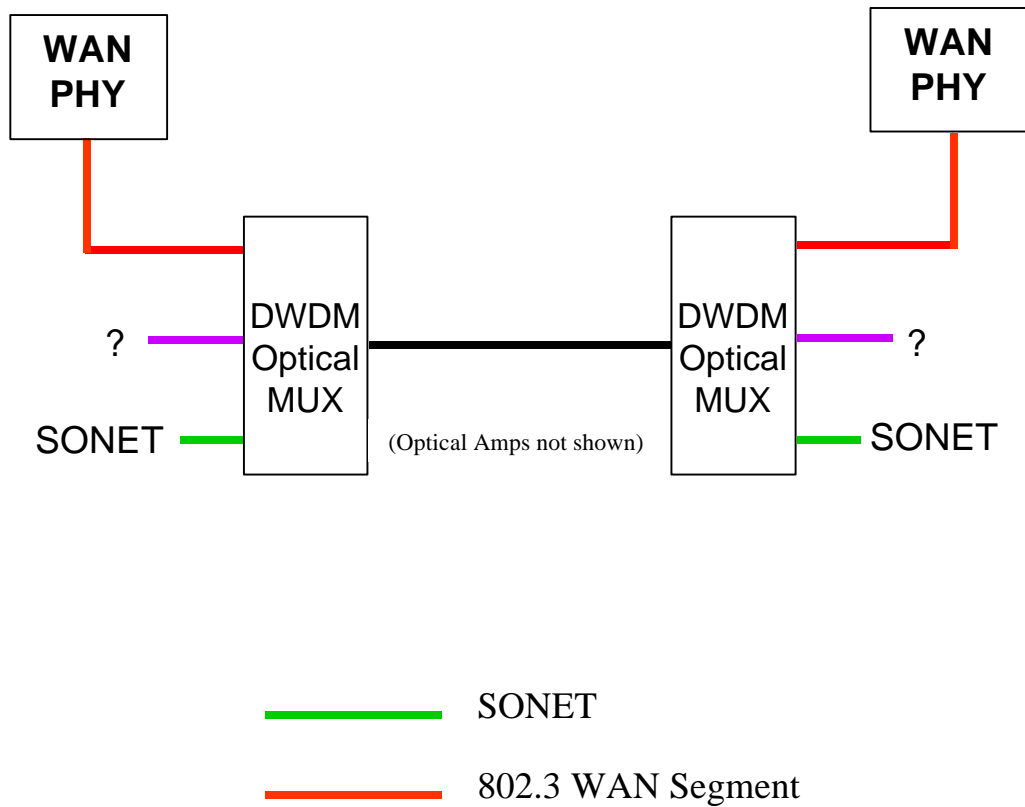 WAN
PHY
WAN
PHY
DWDM
Optical
MUX
DWDM
Optical
MUX
?
?
SONET
(Optical Amps not shown)
SONET
SONET
802.3 WAN Segment